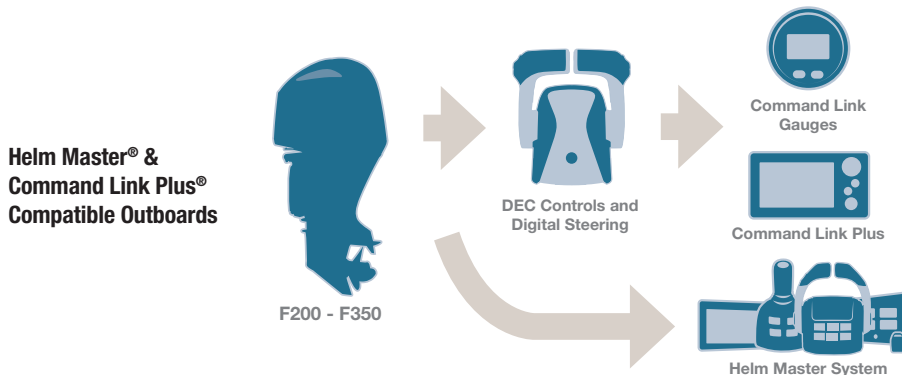 Helm Master® &
Command Link Plus®
Compatible Outboards
F200 - F350
DEC Controls and
Digital Steering
Command Link
Gauges
Command Link Plus
Helm Master System